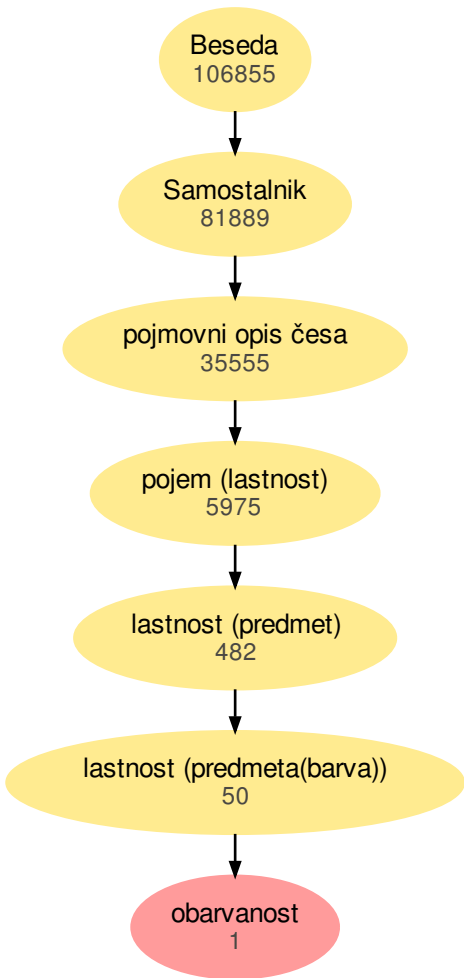 Beseda
106855
Samostalnik
81889
pojmovni opis česa
35555
pojem (lastnost)
5975
lastnost (predmet)
482
lastnost (predmeta(barva))
50
obarvanost
1